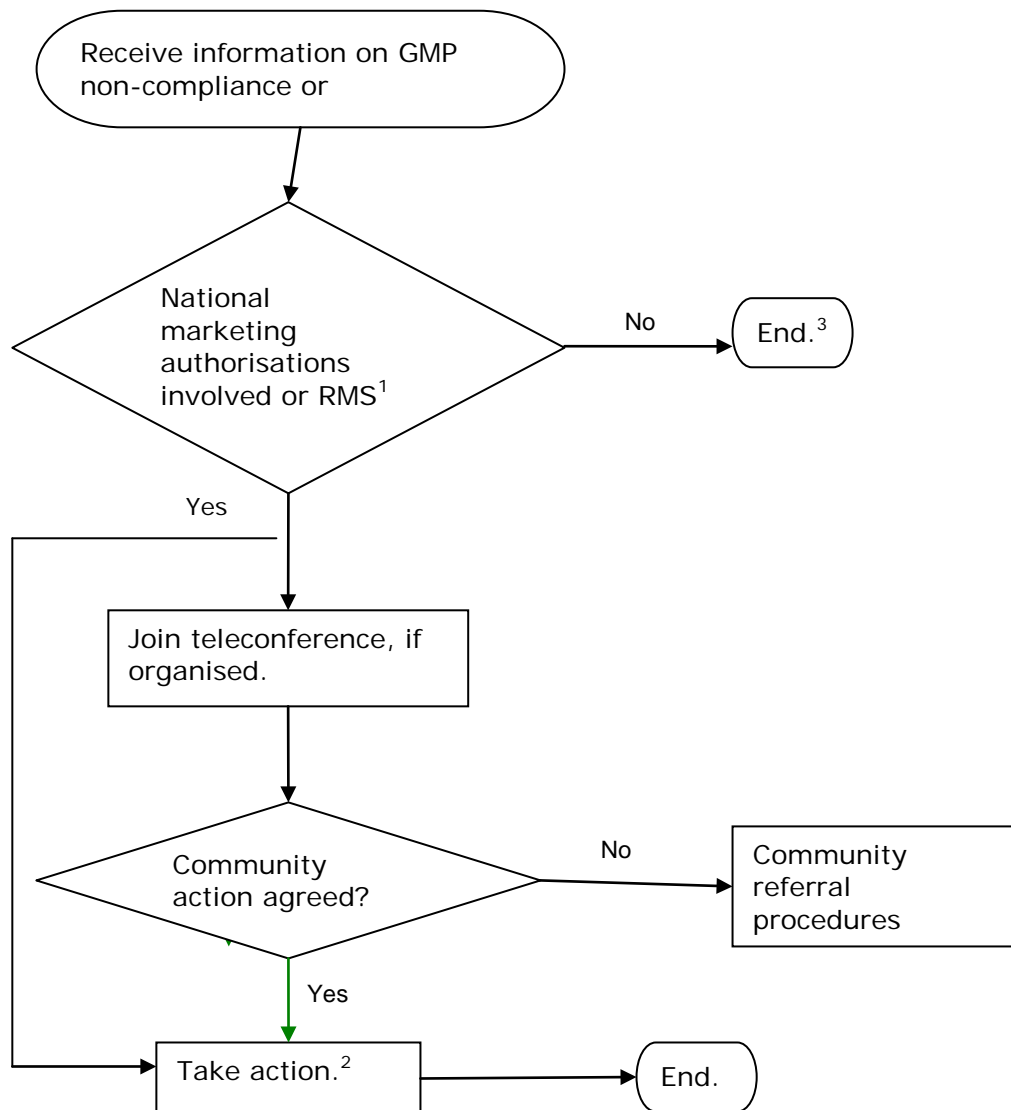 Receive information on GMP
non-compliance or
National
marketing
authorisations
involved or RMS¹
No
End.³
Yes
Join teleconference, if
organised.
Community
action agreed?
No
Community
referral
procedures
Yes
Take action.²
End.